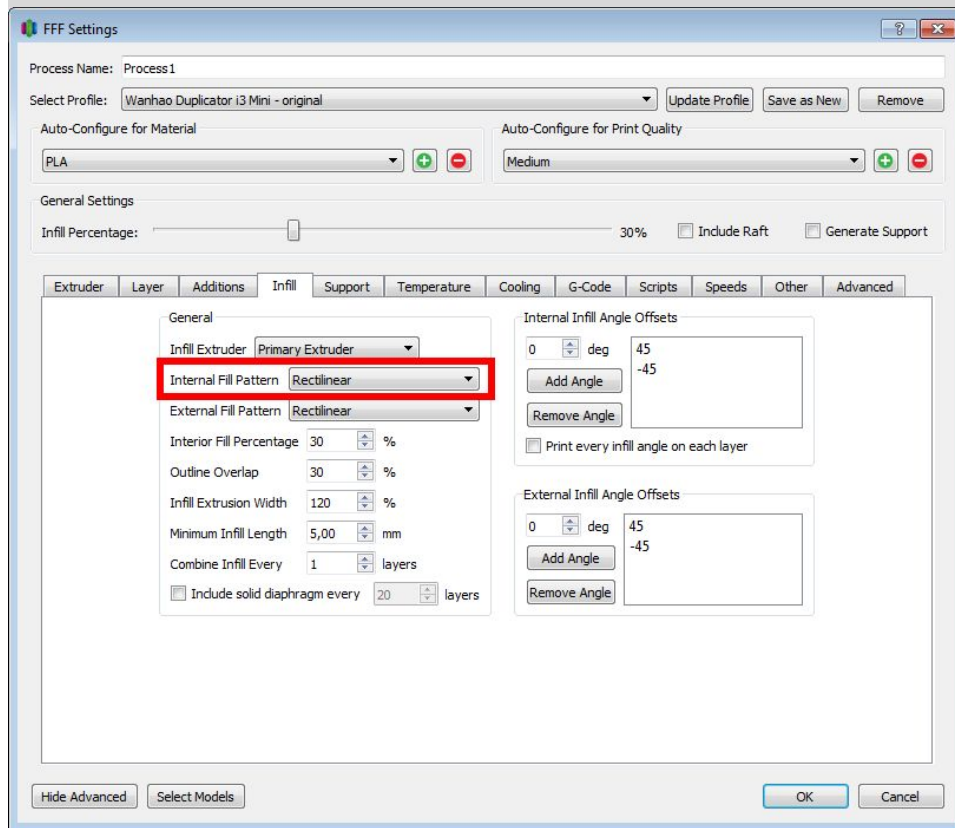 FFF Settings
Process Name: Process1
Select Profile: Wanhao Duplicator i3 Mini - original Update Profile Save as New Remove
Auto-Configure for Material
PLA
Auto-Configure for Print Quality
Medium
General Settings
Infill Percentage: 30% Include Raft Generate Support
Extruder Layer Additions Infill Support Temperature Cooling G-Code Scripts Speeds Other Advanced
General
Infill Extruder Primary Extruder
Internal Fill Pattern Rectilinear
External Fill Pattern Rectilinear
Interior Fill Percentage 30 %
Outline Overlap 30 %
Infill Extrusion Width 120 %
Minimum Infill Length 5,00 mm
Combine Infill Every 1 layers
Include solid diaphragm every 20 layers
Internal Infill Angle Offsets
0 deg 45
-45
Add Angle
Remove Angle
Print every infill angle on each layer
External Infill Angle Offsets
0 deg 45
-45
Add Angle
Remove Angle
Hide Advanced Select Models OK Cancel